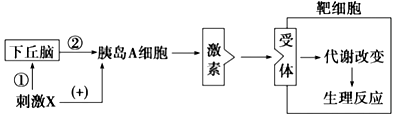 靶细胞
下丘脑
②
胰岛A细胞
激素
受体
代谢改变
①
(+)
刺激X
生理反应